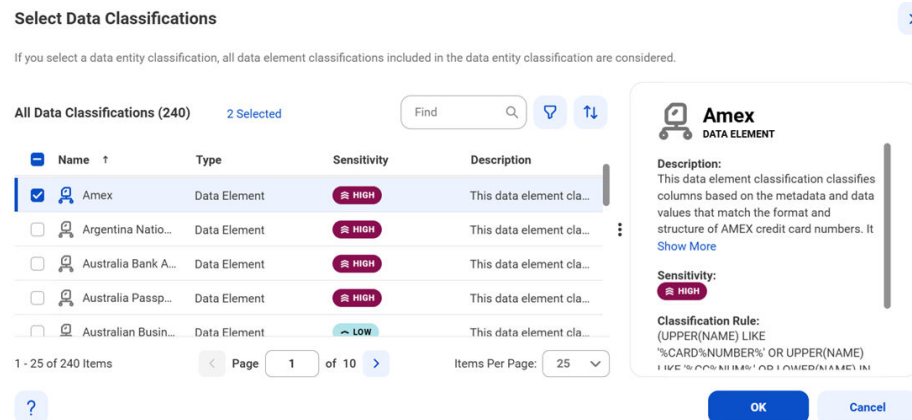 Select Data Classifications
If you select a data entity classification, all data element classifications included in the data entity classification are considered.
All Data Classifications (240) 2 Selected Find
Name ↑ Type Sensitivity Description
Amex Data Element HIGH This data element cla...
Argentina Natio... Data Element HIGH This data element cla...
Australia Bank A... Data Element HIGH This data element cla...
Australia Passp... Data Element HIGH This data element cla...
Australian Busin... Data Element LOW This data element cla...
1 - 25 of 240 Items Page 1 of 10 Items Per Page: 25
Amex
DATA ELEMENT
Description:
This data element classification classifies
columns based on the metadata and data
values that match the format and
structure of AMEX credit card numbers. It
Show More
Sensitivity:
HIGH
Classification Rule:
(UPPER(NAME) LIKE
'%CARD%NUMBER%' OR UPPER(NAME)
LIKE '%CC%NUM%' OR LOWER(NAME) IN
? OK Cancel